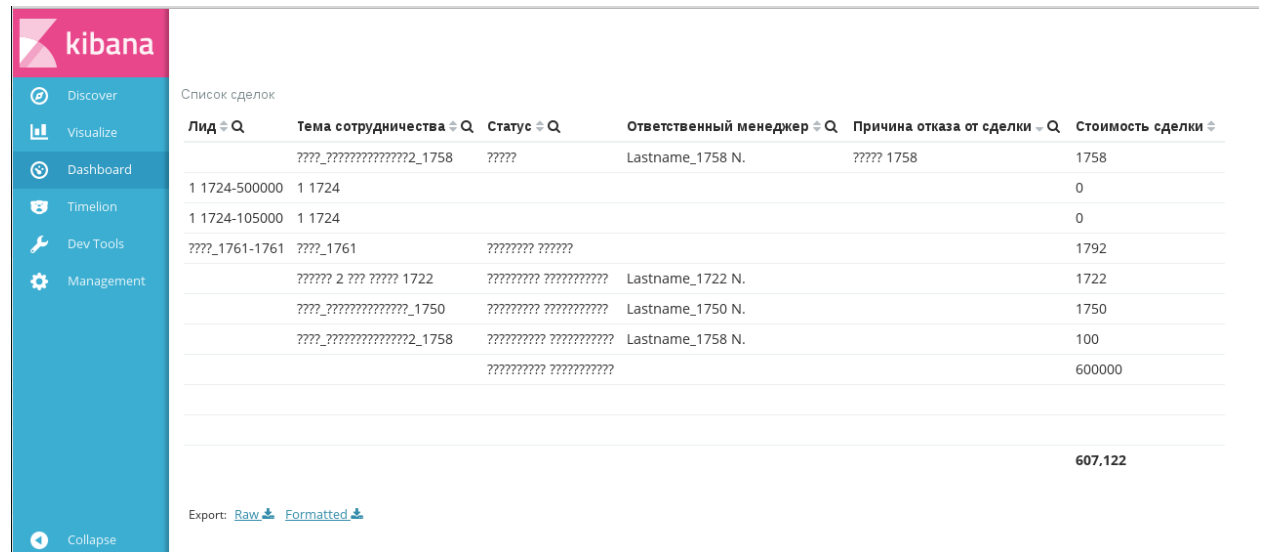 kibana
Discover
Visualize
Dashboard
Timelion
Dev Tools
Management
Collapse
Список сделок
Лид Тема сотрудничества Статус Ответственный менеджер Причина отказа от сделки Стоимость сделки
????_??????????????2_1758 ????? Lastname_1758 N. ????? 1758 1758
1 1724-500000 1 1724 0
1 1724-105000 1 1724 0
????_1761-1761 ????_1761 ???????? ?????? 1792
?????? 2 ??? ????? 1722 ????????? ??????????? Lastname_1722 N. 1722
????_??????????????_1750 ????????? ??????????? Lastname_1750 N. 1750
????_??????????????2_1758 ?????????? ??????????? Lastname_1758 N. 100
?????????? ??????????? 600000
607,122
Export: Raw Formatted